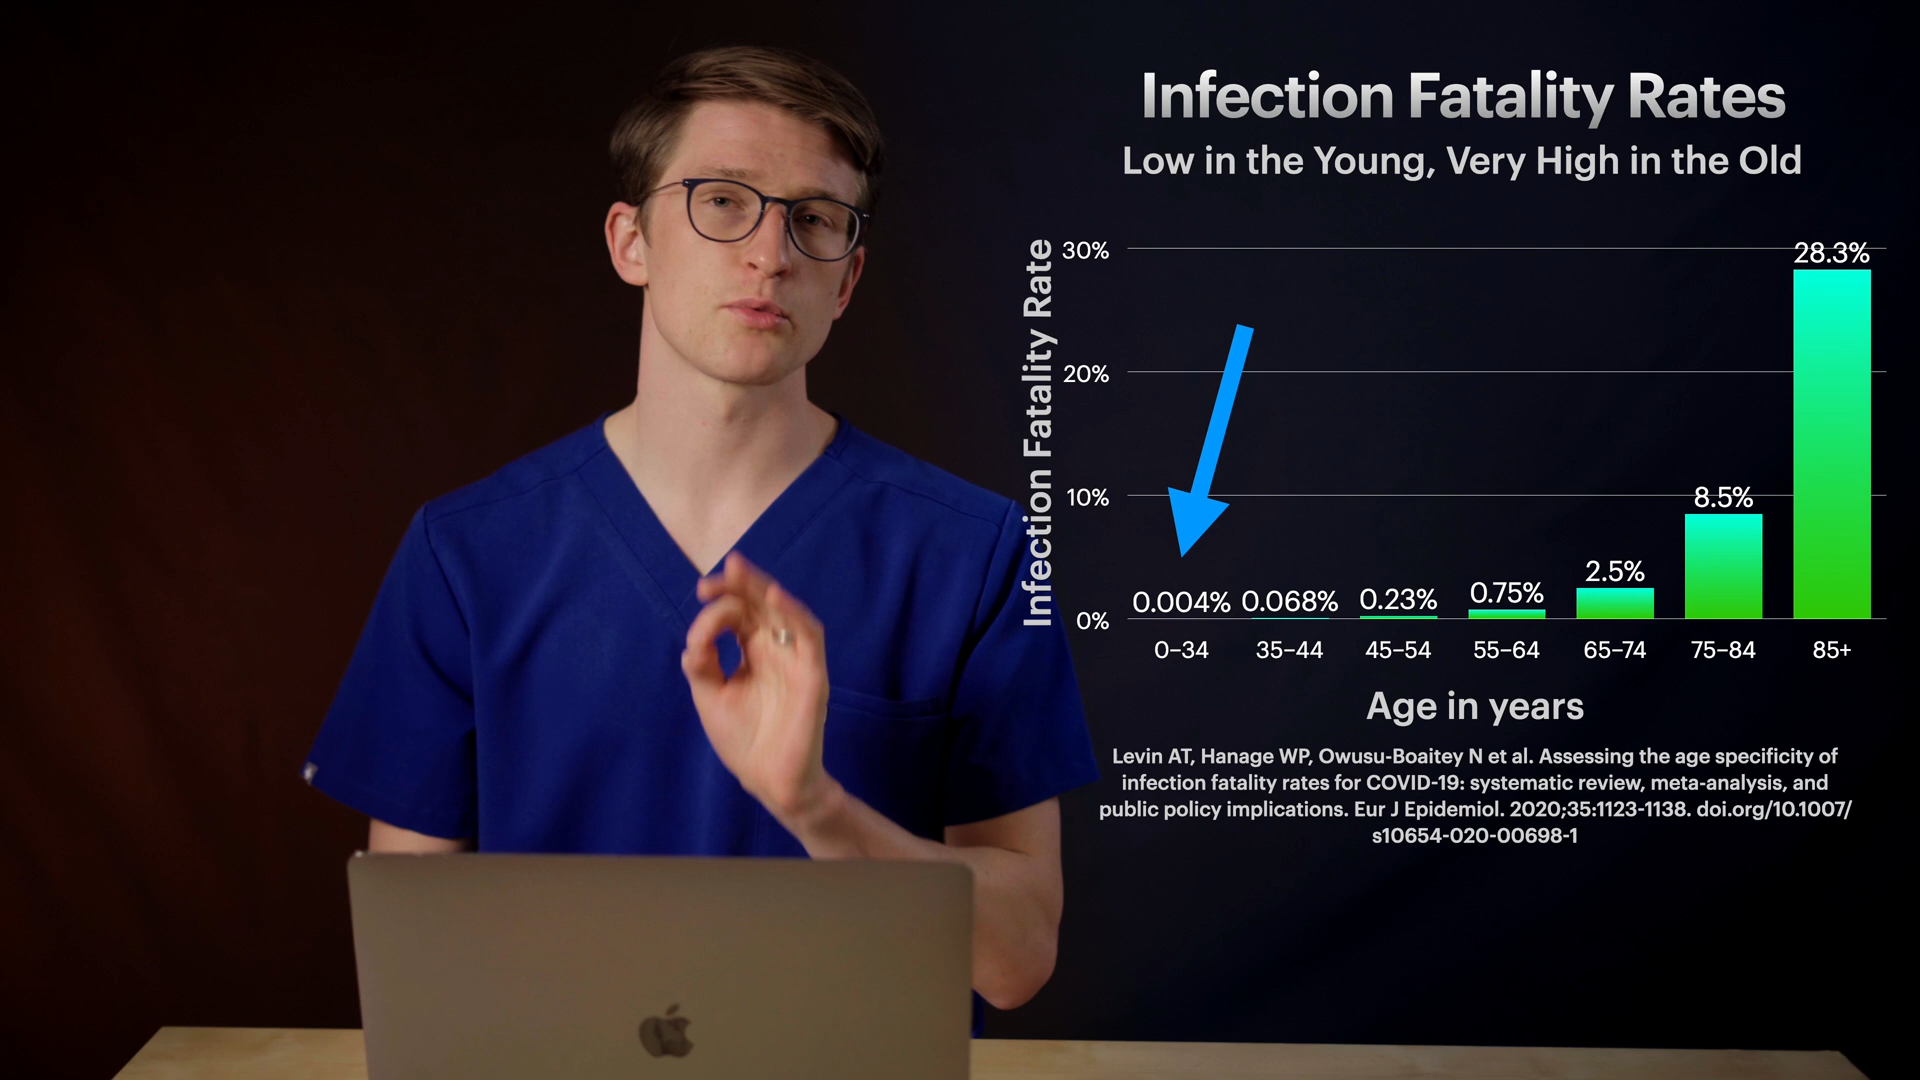 Infection Fatality Rates
Low in the Young, Very High in the Old
Infection Fatality Rate
30%
20%
10%
0%
0.004%
0.068%
0.23%
0.75%
2.5%
8.5%
28.3%
0–34
35–44
45–54
55–64
65–74
75–84
85+
Age in years
Levin AT, Hanage WP, Owusu-Boaitey N et al. Assessing the age specificity of
infection fatality rates for COVID-19: systematic review, meta-analysis, and
public policy implications. Eur J Epidemiol. 2020;35:1123-1138. doi.org/10.1007/
s10654-020-00698-1